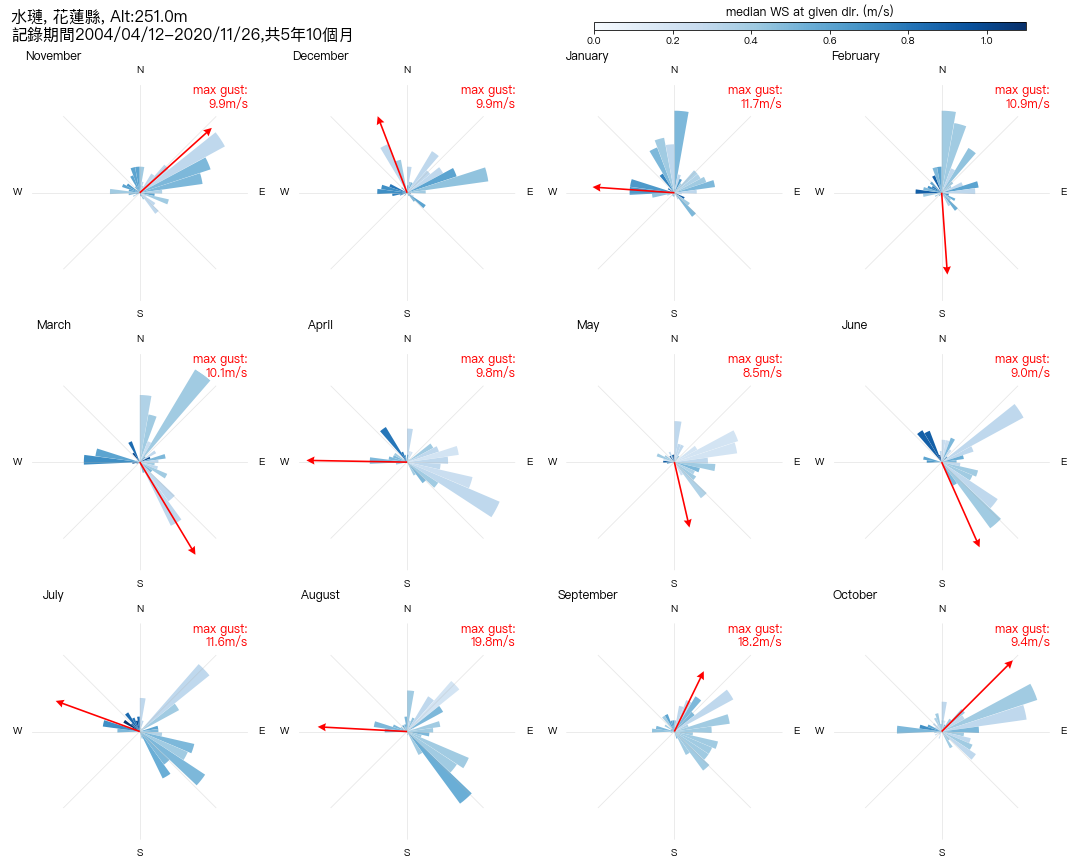 水璉, 花蓮縣, Alt:251.0m
記錄期間2004/04/12-2020/11/26,共5年10個月
median WS at given dir. (m/s)
0.0 0.2 0.4 0.6 0.8 1.0
November
N
max gust:
9.9m/s
W
E
S
December
N
max gust:
9.9m/s
W
E
S
January
N
max gust:
11.7m/s
W
E
S
February
N
max gust:
10.9m/s
W
E
S
March
N
max gust:
10.1m/s
W
E
S
April
N
max gust:
9.8m/s
W
E
S
May
N
max gust:
8.5m/s
W
E
S
June
N
max gust:
9.0m/s
W
E
S
July
N
max gust:
11.6m/s
W
E
S
August
N
max gust:
19.8m/s
W
E
S
September
N
max gust:
18.2m/s
W
E
S
October
N
max gust:
9.4m/s
W
E
S